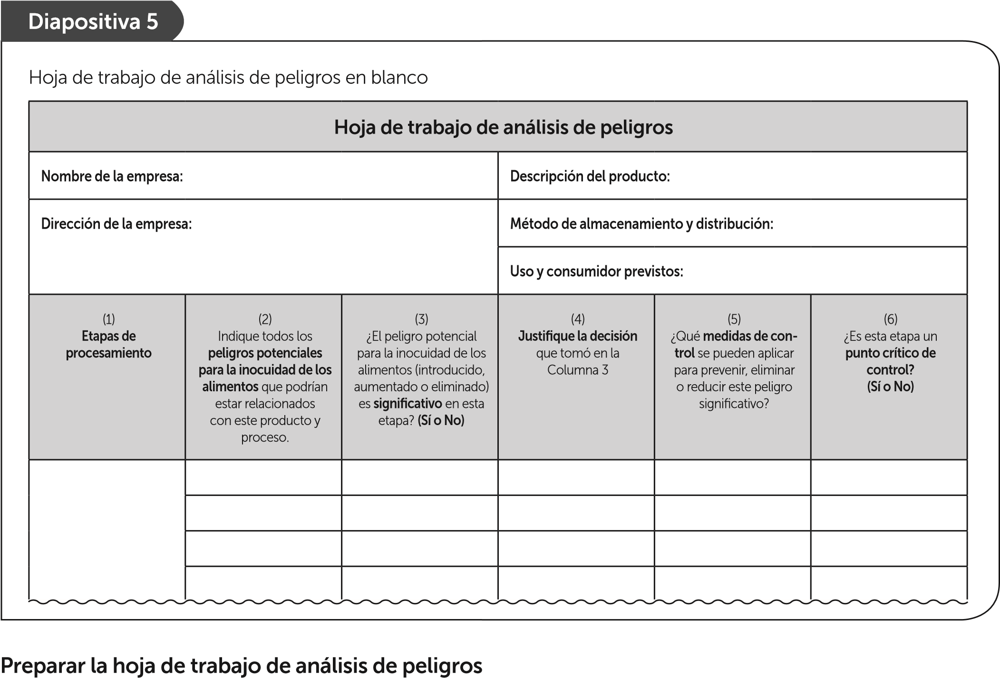 Diapositiva 5
Hoja de trabajo de análisis de peligros en blanco
Hoja de trabajo de análisis de peligros
Nombre de la empresa:
Descripción del producto:
Dirección de la empresa:
Método de almacenamiento y distribución:
Uso y consumidor previstos:
(1)
Etapas de
procesamiento
(2)
Indique todos los
peligros potenciales
para la inocuidad de los
alimentos que podrían
estar relacionados
con este producto y
proceso.
(3)
¿El peligro potencial
para la inocuidad de los
alimentos (introducido,
aumentado o eliminado)
es significativo en esta
etapa? (Sí o No)
(4)
Justifique la decisión
que tomó en la
Columna 3
(5)
¿Qué medidas de con-
trol se pueden aplicar
para prevenir, eliminar
o reducir este peligro
significativo?
(6)
¿Es esta etapa un
punto crítico de
control?
(Sí o No)
Preparar la hoja de trabajo de análisis de peligros